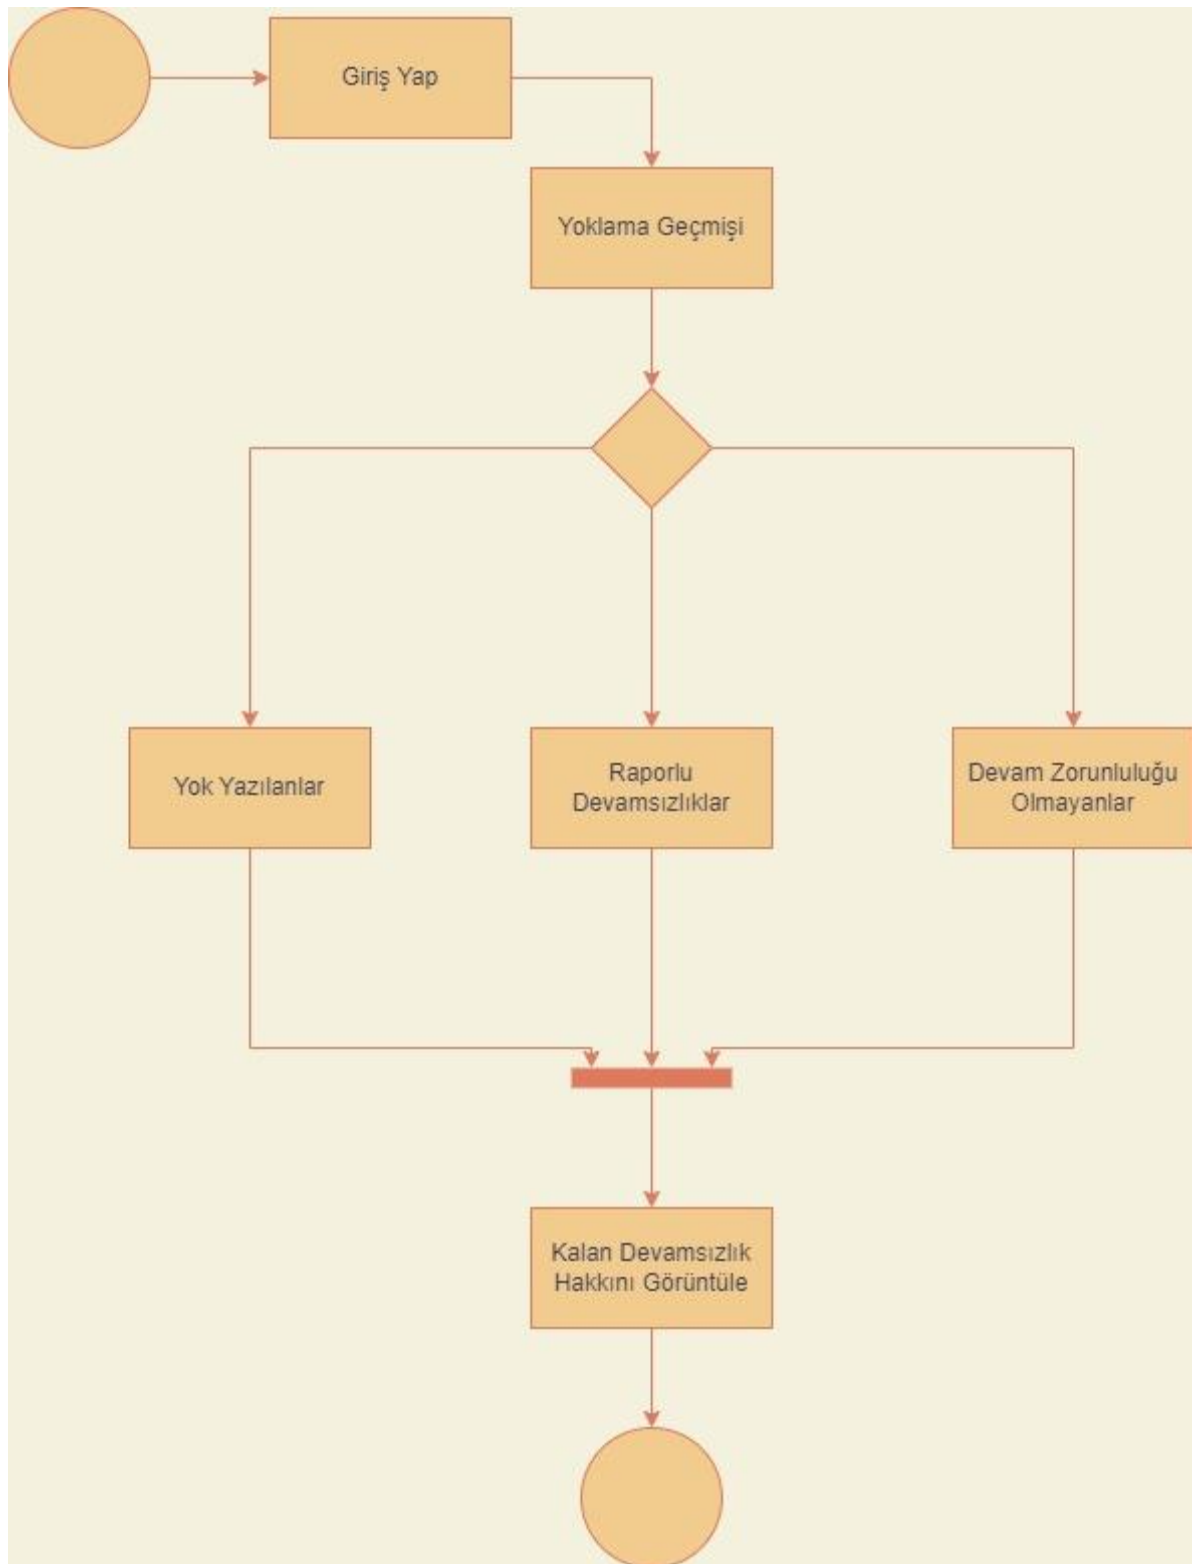 Giriş Yap
Yoklama Geçmişi
Yok Yazılanlar
Raporlu
Devamsızlıklar
Devam Zorunluluğu
Olmayanlar
Kalan Devamsızlık
Hakkını Görüntüle